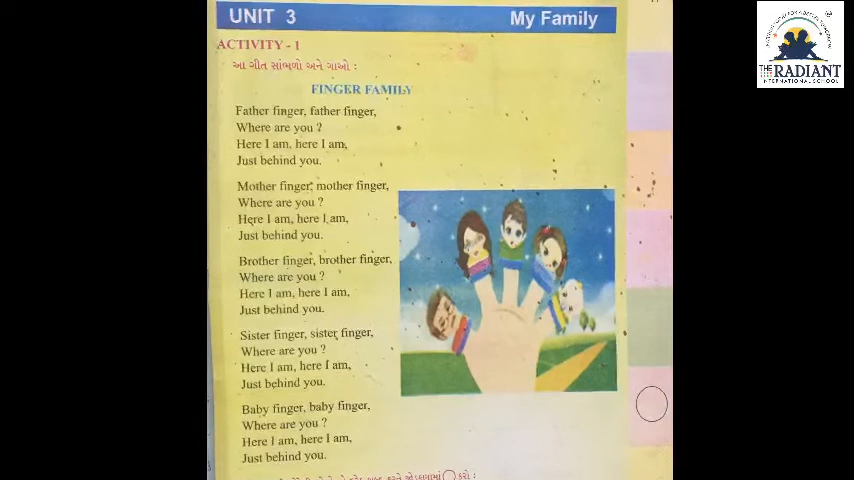 UNIT 3
My Family
ACTIVITY - 1
આ ગીત સાંભળો અને ગાઓ :
FINGER FAMILY
Father finger, father finger,
Where are you ?
Here I am, here I am,
Just behind you.
Mother finger, mother finger,
Where are you ?
Here I am, here I am,
Just behind you.
Brother finger, brother finger,
Where are you ?
Here I am, here I am,
Just behind you.
Sister finger, sister finger,
Where are you ?
Here I am, here I am,
Just behind you.
Baby finger, baby finger,
Where are you ?
Here I am, here I am,
Just behind you.
કરો :
THE RADIANT
INTERNATIONAL SCHOOL